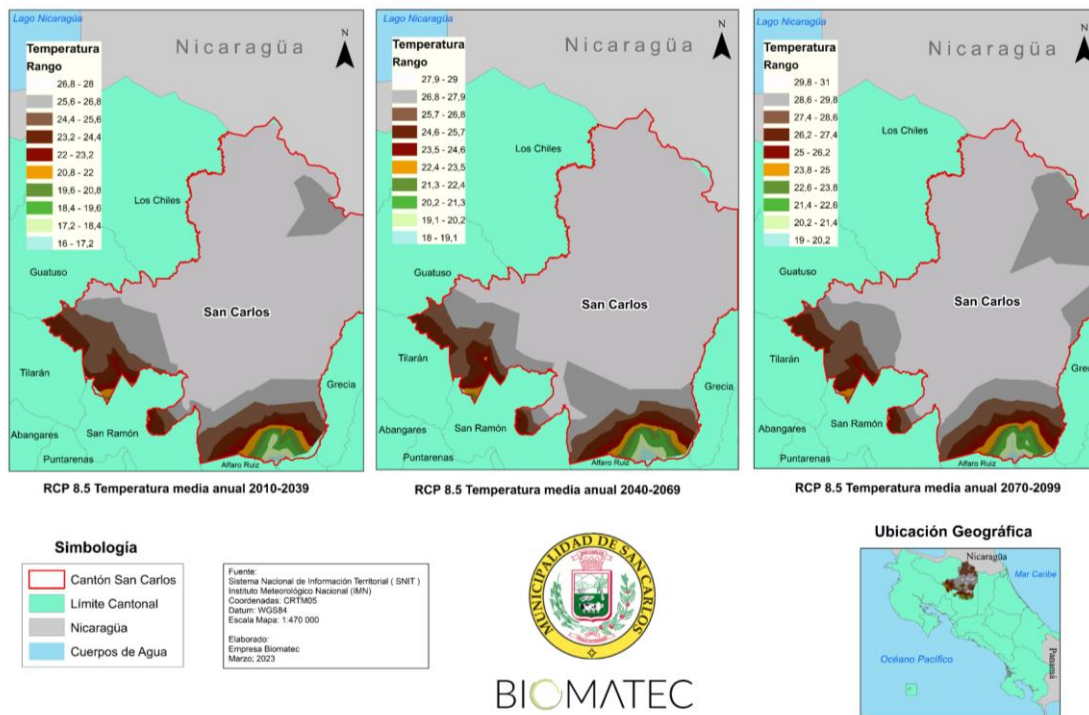 Lago Nicaragüa
Nicaragüa
N
Temperatura
Rango
26,8 - 28
25,6 - 26,8
24,4 - 25,6
23,2 - 24,4
22 - 23,2
20,8 - 22
19,6 - 20,8
18,4 - 19,6
17,2 - 18,4
16 - 17,2
Los Chiles
Los Chiles
Guatuso
San Carlos
Tilarán
Grecia
Abangares
San Ramón
Puntarenas
Alfaro Ruiz
RCP 8.5 Temperatura media anual 2010-2039
Lago Nicaragüa
Nicaragüa
N
Temperatura
Rango
27,9 - 29
26,8 - 27,9
25,7 - 26,8
24,6 - 25,7
23,5 - 24,6
22,4 - 23,5
21,3 - 22,4
20,2 - 21,3
19,1 - 20,2
18 - 19,1
Los Chiles
Los Chiles
Guatuso
San Carlos
Tilarán
Grecia
Abangares
San Ramón
Puntarenas
Alfaro Ruiz
RCP 8.5 Temperatura media anual 2040-2069
Lago Nicaragüa
Nicaragüa
N
Temperatura
Rango
29,8 - 31
28,6 - 29,8
27,4 - 28,6
26,2 - 27,4
25 - 26,2
23,8 - 25
22,6 - 23,8
21,4 - 22,6
20,2 - 21,4
19 - 20,2
Los Chiles
Los Chiles
Guatuso
San Carlos
Tilarán
Grecia
Abangares
San Ramón
Puntarenas
Alfaro Ruiz
RCP 8.5 Temperatura media anual 2070-2099
Simbología
Cantón San Carlos
Límite Cantonal
Nicaragüa
Cuerpos de Agua
Fuente:
Sistema Nacional de Información Territorial ( SNIT )
Instituto Meteorológico Nacional (IMN)
Coordenadas: CRTM05
Datum: WGS84
Escala Mapa: 1:470 000
Elaborado:
Empresa Biomatec
Marzo, 2023
MUNICIPALIDAD DE SAN CARLOS
BIOMATEC
Ubicación Geográfica
Nicaragüa
Mar Caribe
Océano Pacífico
Panamá